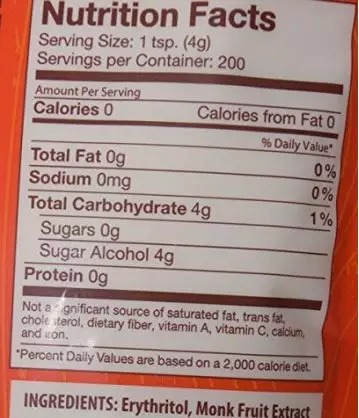 Nutrition Facts
Serving Size: 1 tsp. (4g)
Servings per Container: 200
Amount Per Serving
Calories 0 Calories from Fat 0
% Daily Value*
Total Fat 0g 0%
Sodium 0mg 0%
Total Carbohydrate 4g 1%
Sugars 0g
Sugar Alcohol 4g
Protein 0g
Not a significant source of saturated fat, trans fat,
cholesterol, dietary fiber, vitamin A, vitamin C, calcium,
and iron.
*Percent Daily Values are based on a 2,000 calorie diet.
INGREDIENTS: Erythritol, Monk Fruit Extract